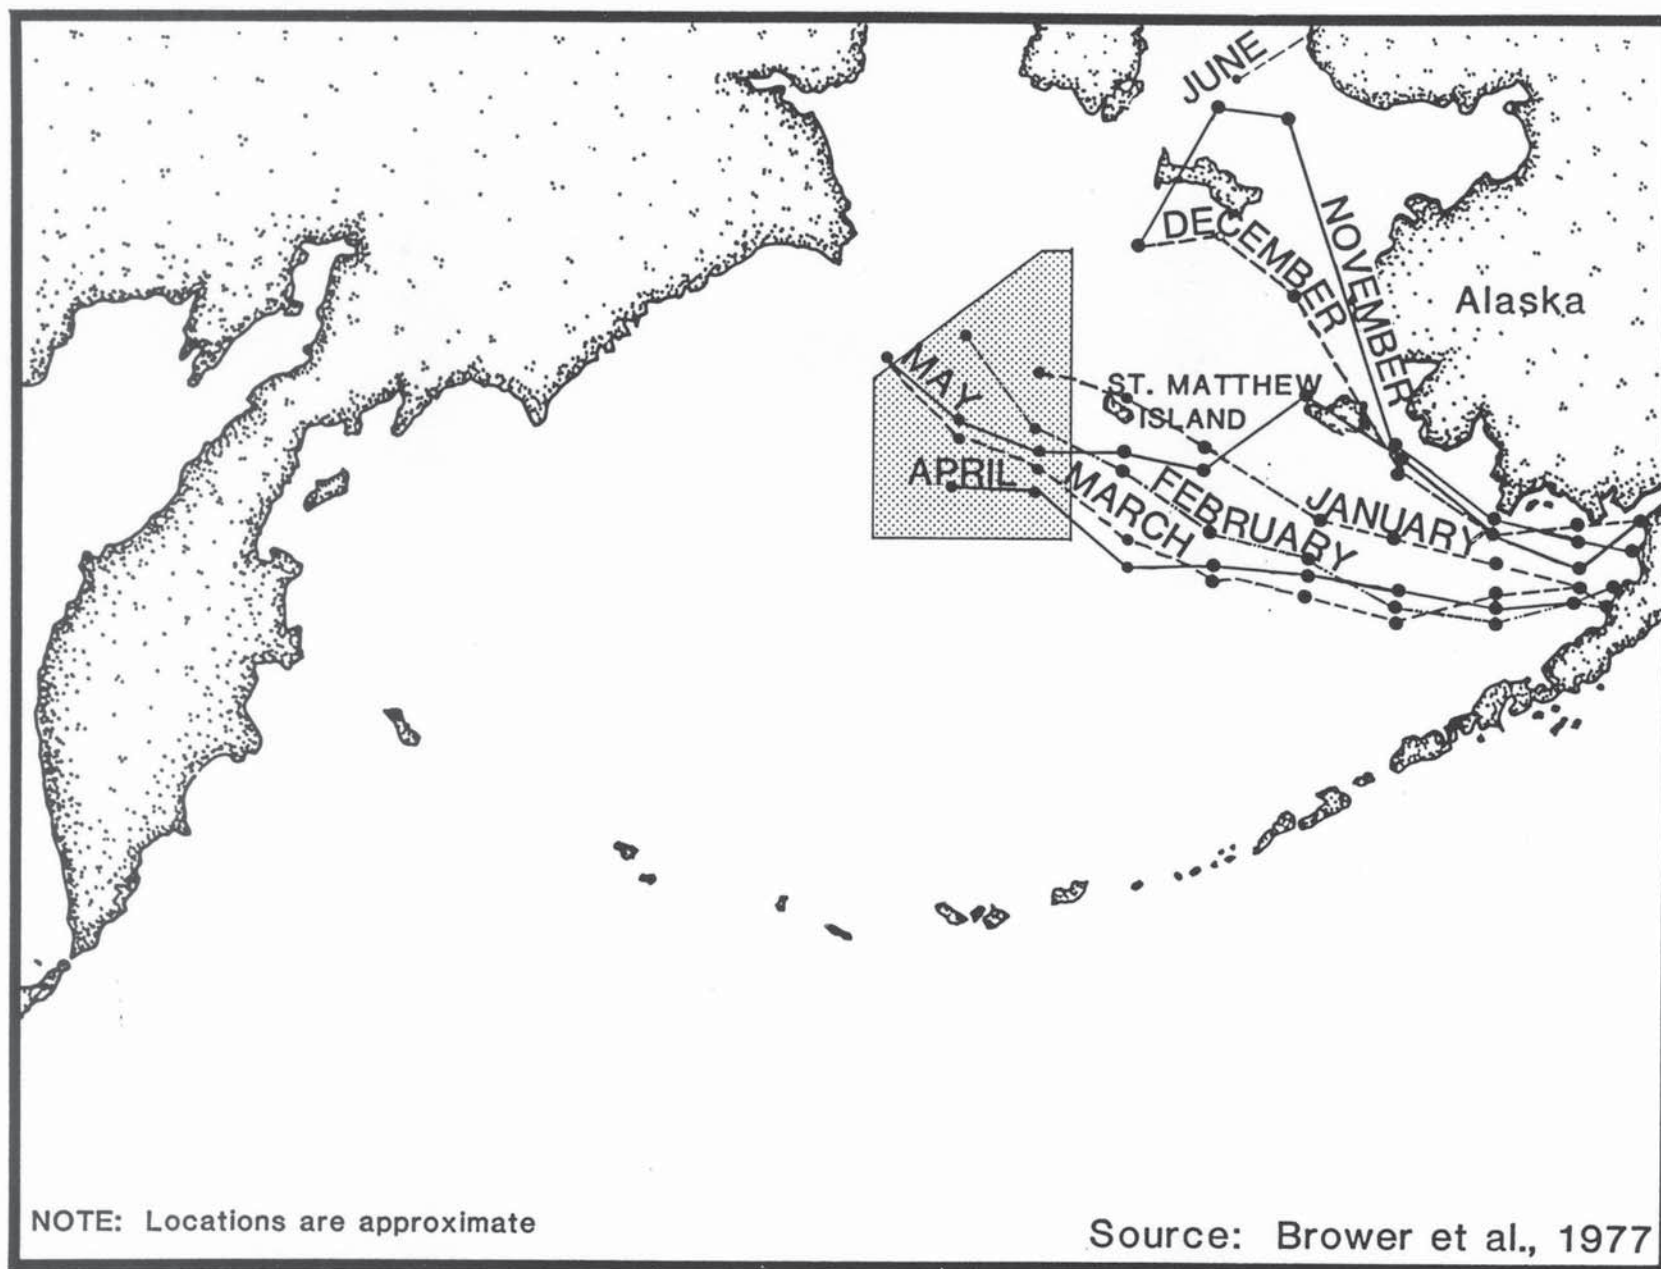 JUNE
NOVEMBER
DECEMBER
Alaska
MAY
ST. MATTHEW
ISLAND
APRIL
MARCH
FEBRUARY
JANUARY
NOTE: Locations are approximate
Source: Brower et al., 1977